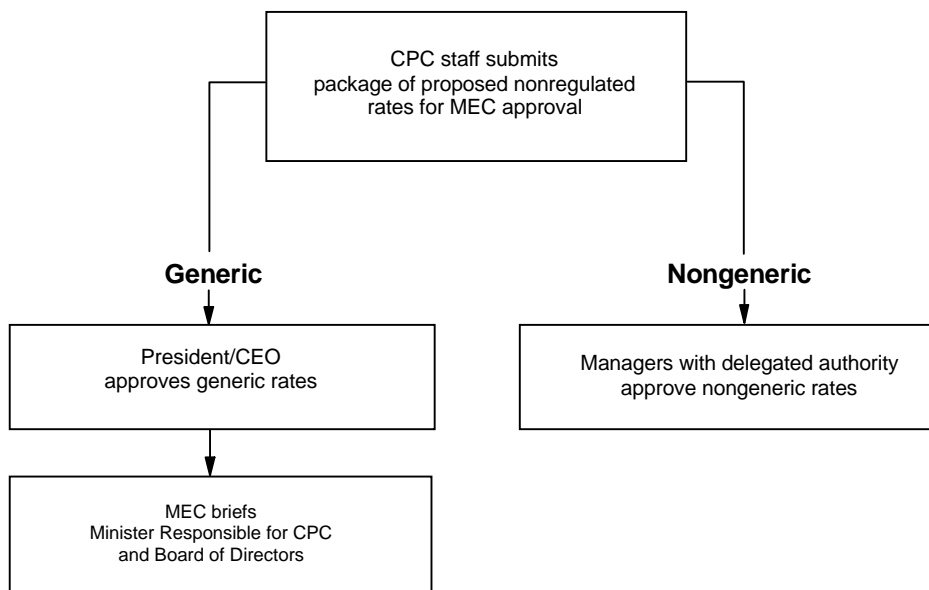 CPC staff submits
package of proposed nonregulated
rates for MEC approval
Generic
Nongeneric
President/CEO
approves generic rates
Managers with delegated authority
approve nongeneric rates
MEC briefs
Minister Responsible for CPC
and Board of Directors